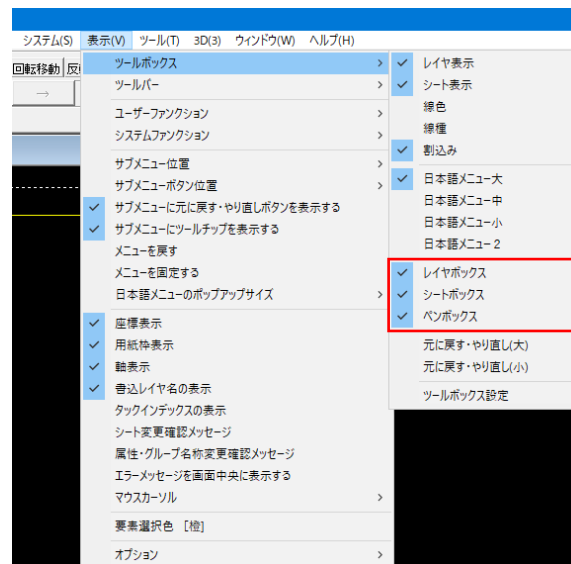 システム(S) 表示(V) ツール(T) 3D(3) ウィンドウ(W) ヘルプ(H)
回転移動
→
ツールボックス
ツールバー
ユーザーファンクション
システムファンクション
サブメニュー位置
サブメニューボタン位置
サブメニューに元に戻す・やり直しボタンを表示する
サブメニューにツールチップを表示する
メニューを戻す
メニューを固定する
日本語メニューのポップアップサイズ
座標表示
用紙枠表示
軸表示
書込レイヤ名の表示
タックインデックスの表示
シート変更確認メッセージ
属性・グループ名称変更確認メッセージ
エラーメッセージを画面中央に表示する
マウスカーソル
要素選択色 [橙]
オプション
レイヤ表示
シート表示
線色
線種
割込み
日本語メニュー大
日本語メニュー中
日本語メニュー小
日本語メニュー2
レイヤボックス
シートボックス
ペンボックス
元に戻す・やり直し(大)
元に戻す・やり直し(小)
ツールボックス設定